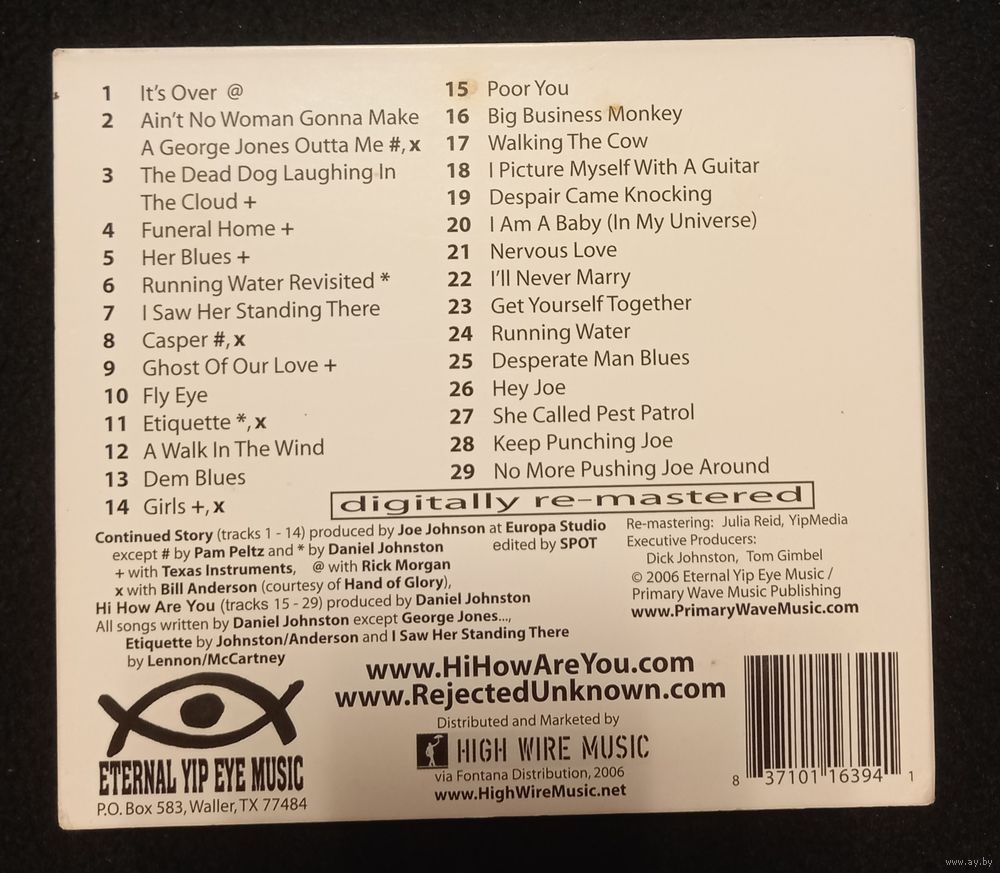 1 It's Over @
2 Ain't No Woman Gonna Make
A George Jones Outta Me #, x
3 The Dead Dog Laughing In
The Cloud +
4 Funeral Home +
5 Her Blues +
6 Running Water Revisited *
7 I Saw Her Standing There
8 Casper #, x
9 Ghost Of Our Love +
10 Fly Eye
11 Etiquette *, x
12 A Walk In The Wind
13 Dem Blues
14 Girls +, x
15 Poor You
16 Big Business Monkey
17 Walking The Cow
18 I Picture Myself With A Guitar
19 Despair Came Knocking
20 I Am A Baby (In My Universe)
21 Nervous Love
22 I'll Never Marry
23 Get Yourself Together
24 Running Water
25 Desperate Man Blues
26 Hey Joe
27 She Called Pest Patrol
28 Keep Punching Joe
29 No More Pushing Joe Around
digitally re-mastered
Continued Story (tracks 1 - 14) produced by Joe Johnson at Europa Studio
except # by Pam Peltz and * by Daniel Johnston edited by SPOT
+ with Texas Instruments, @ with Rick Morgan
x with Bill Anderson (courtesy of Hand of Glory),
Hi How Are You (tracks 15 - 29) produced by Daniel Johnston
All songs written by Daniel Johnston except George Jones...,
Etiquette by Johnston/Anderson and I Saw Her Standing There
by Lennon/McCartney
Re-mastering: Julia Reid, YipMedia
Executive Producers:
Dick Johnston, Tom Gimbel
© 2006 Eternal Yip Eye Music /
Primary Wave Music Publishing
www.PrimaryWaveMusic.com
www.HiHowAreYou.com
www.RejectedUnknown.com
Distributed and Marketed by
HIGH WIRE MUSIC
via Fontana Distribution, 2006
www.HighWireMusic.net
ETERNAL YIP EYE MUSIC
P.O. Box 583, Waller, TX 77484
8 37101 16394 1
www.ay.by